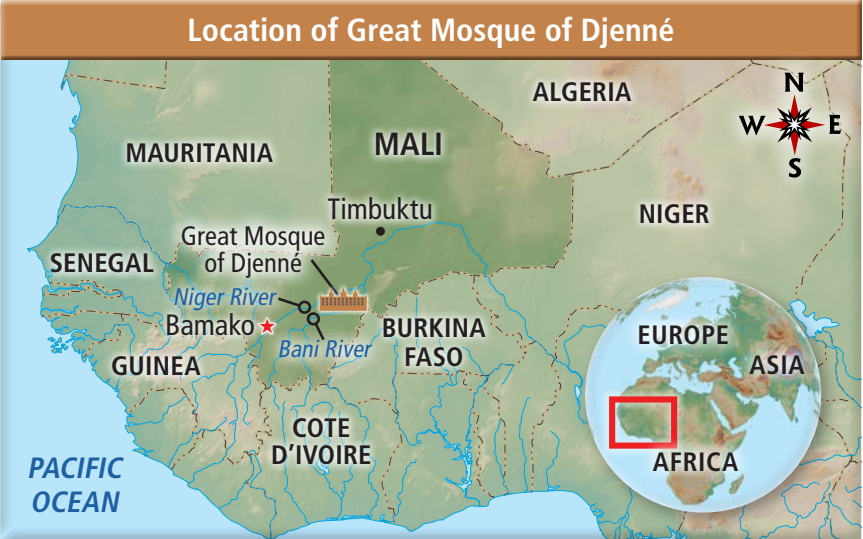 Location of Great Mosque of Djenné
N
W
E
S
ALGERIA
MALI
MAURITANIA
NIGER
Timbuktu
Great Mosque
of Djenné
SENEGAL
Niger River
Bamako
Bani River
BURKINA
FASO
GUINEA
COTE
D'IVOIRE
PACIFIC
OCEAN
EUROPE
ASIA
AFRICA